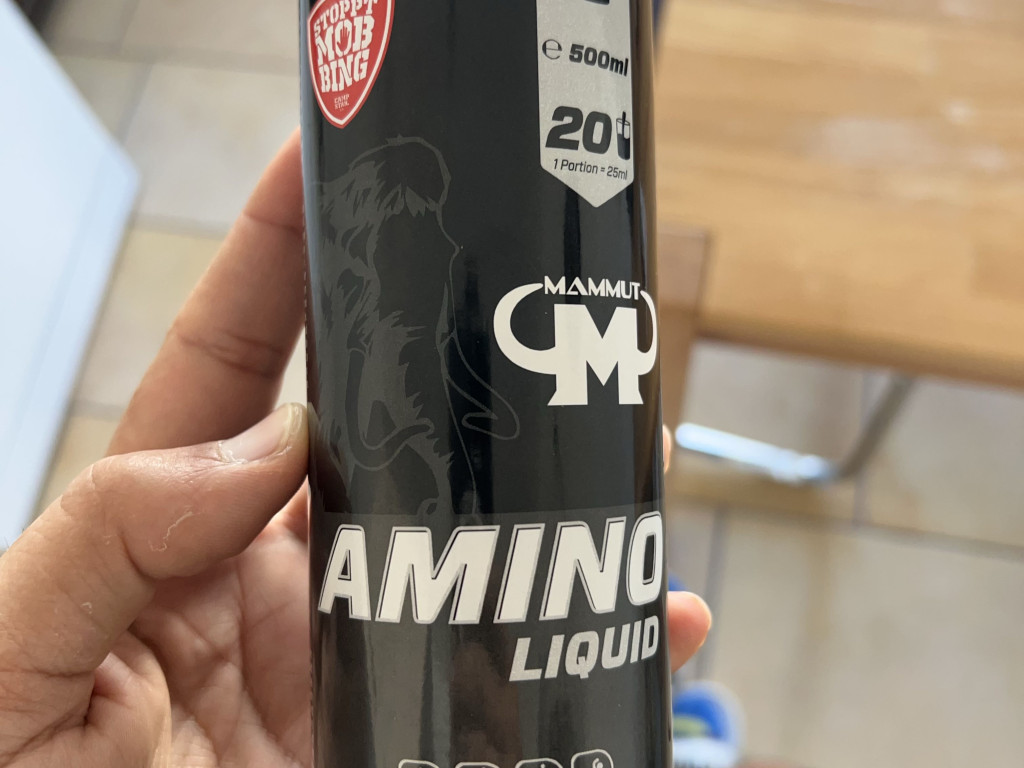 STOPPT
MOB
BING
℮ 500ml
20
1 Portion = 25ml
MAMMUT
M
AMINO
LIQUID